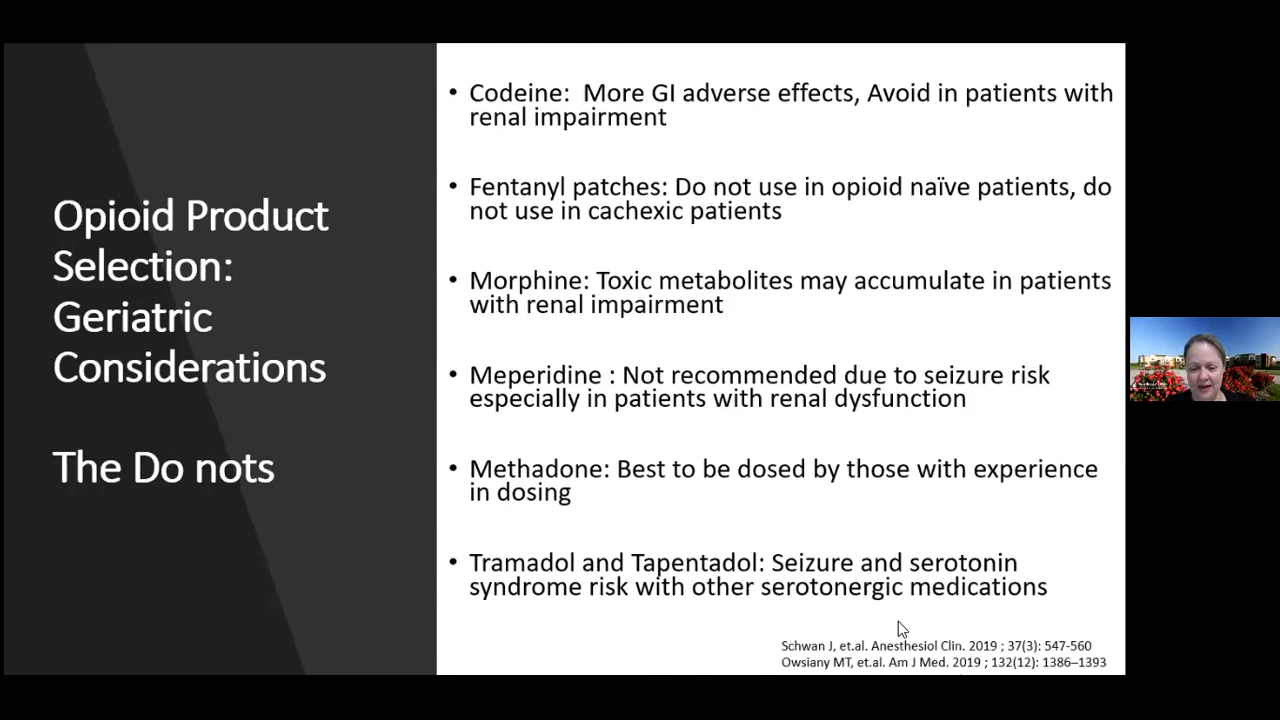 Opioid Product
Selection:
Geriatric
Considerations
The Do nots
• Codeine:  More GI adverse effects, Avoid in patients with
renal impairment
• Fentanyl patches: Do not use in opioid naïve patients, do
not use in cachexic patients
• Morphine: Toxic metabolites may accumulate in patients
with renal impairment
• Meperidine : Not recommended due to seizure risk
especially in patients with renal dysfunction
• Methadone: Best to be dosed by those with experience
in dosing
• Tramadol and Tapentadol: Seizure and serotonin
syndrome risk with other serotonergic medications
Schwan J, et.al. Anesthesiol Clin. 2019 ; 37(3): 547-560
Owsiany MT, et.al. Am J Med. 2019 ; 132(12): 1386–1393